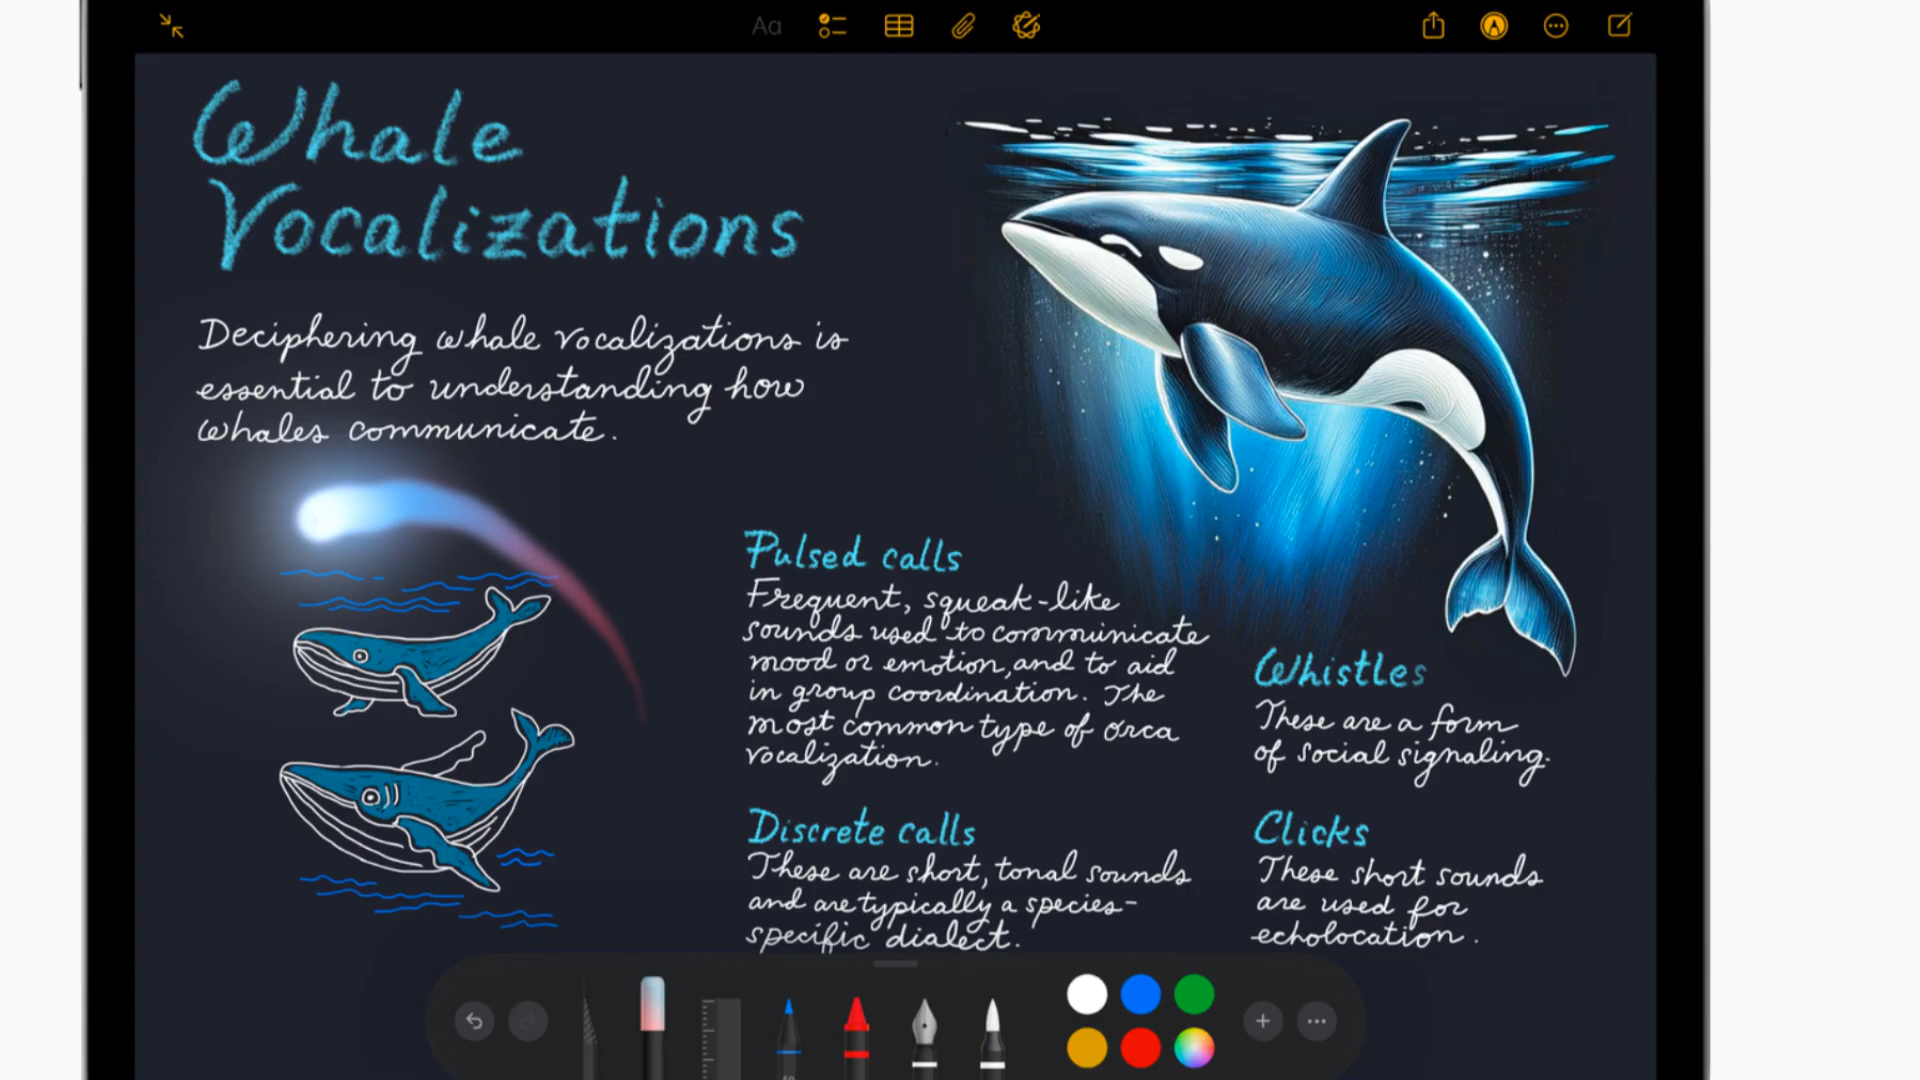 Aa
Whale
Vocalizations
Deciphering whale vocalizations is
essential to understanding how
whales communicate.
Pulsed calls
Frequent, squeak-like
sounds used to communicate
mood or emotion, and to aid
in group coordination. The
most common type of orca
vocalization.
Discrete calls
These are short, tonal sounds
and are typically a species-
specific dialect.
Whistles
These are a form
of social signaling.
Clicks
These short sounds
are used for
echolocation.